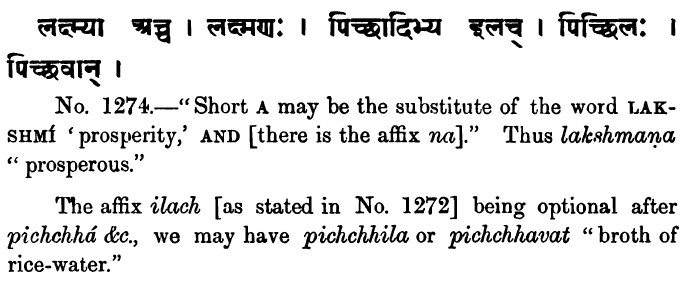 लक्ष्म्या अच्च । लक्ष्मणः । पिच्छादिभ्य इलच् । पिच्छिलः ।
पिच्छवान् ।
No. 1274.—“Short A may be the substitute of the word LAK-
SHMÍ ‘prosperity,’ AND [there is the affix na].” Thus lakshmaṇa
“prosperous.”
The affix ilach [as stated in No. 1272] being optional after
pichchhá &c., we may have pichchhila or pichchhavat “broth of
rice-water.”